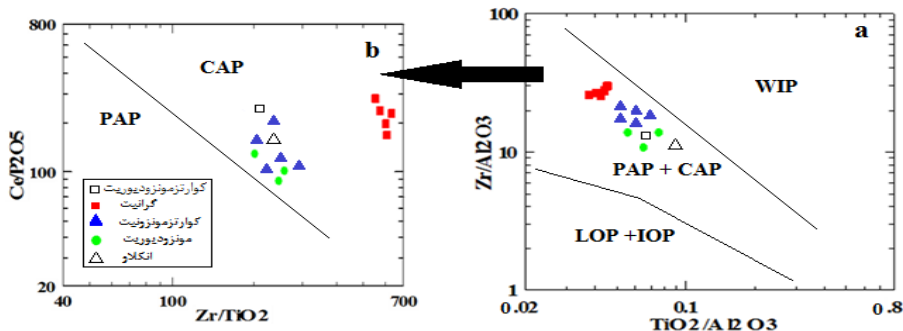 800
b
CAP
PAP
Ce/P2O5
100
کوارتزمونزودیوریت
گرانیت
کوارتزمونزونیت
مونزودیوریت
انکلاو
20
40
100
700
Zr/TiO2
100
a
WIP
Zr/Al2O3
10
PAP + CAP
LOP +IOP
1
0.02
0.1
0.8
TiO2/Al2O3